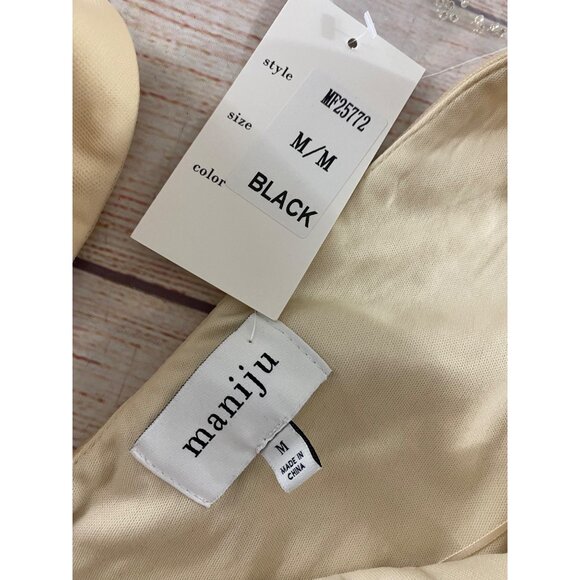 style MF25772
size M/M
color BLACK
maniju
M
MADE IN
CHINA